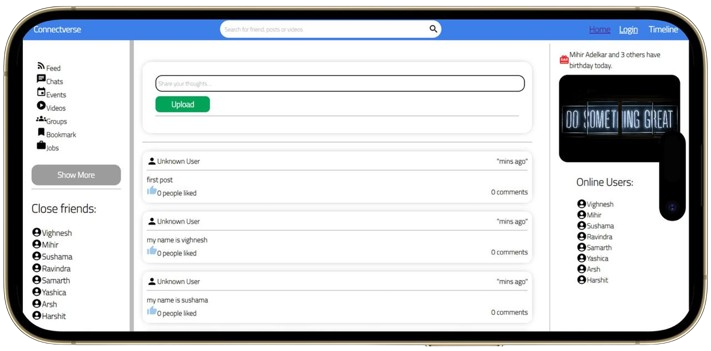 Connectverse
Search for friend, posts or videos
Home Login Timeline
Feed
Chats
Events
Videos
Groups
Bookmark
Jobs
Show More
Close friends:
Vighnesh
Mihir
Sushama
Ravindra
Samarth
Yashica
Arsh
Harshit
Share your thoughts...
Upload
Unknown User "mins ago"
first post
0 people liked 0 comments
Unknown User "mins ago"
my name is vighnesh
0 people liked 0 comments
Unknown User "mins ago"
my name is sushama
0 people liked 0 comments
Mihir Adelkar and 3 others have
birthday today.
DO SOMETHING GREAT
Online Users:
Vighnesh
Mihir
Sushama
Ravindra
Samarth
Yashica
Arsh
Harshit